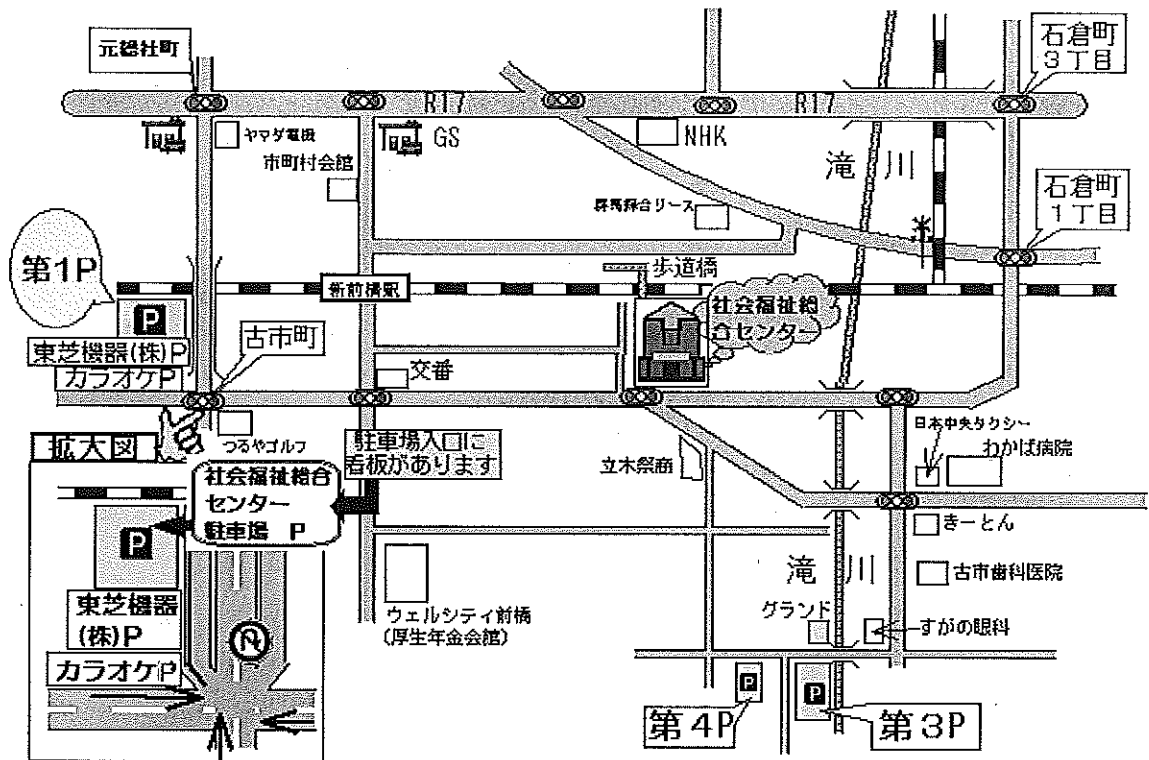 元総社町
石倉町
3丁目
R17
R17
ヤマダ電機
GS
NHK
市町村会館
滝川
石倉町
1丁目
群馬綜合リース
第1P
歩道橋
新前橋駅
社会福祉総
合センター
P
東芝機器(株)P
カラオケP
古市町
交番
日本中央タクシー
わかば病院
つるやゴルフ
駐車場入口に
看板があります
拡大図
立木祭商
社会福祉総合
センター
駐車場 P
P
きーとん
滝川
古市歯科医院
東芝機器
(株)P
ウェルシティ前橋
(厚生年金会館)
グランド
すがの眼科
カラオケP
P
P
第4P
第3P